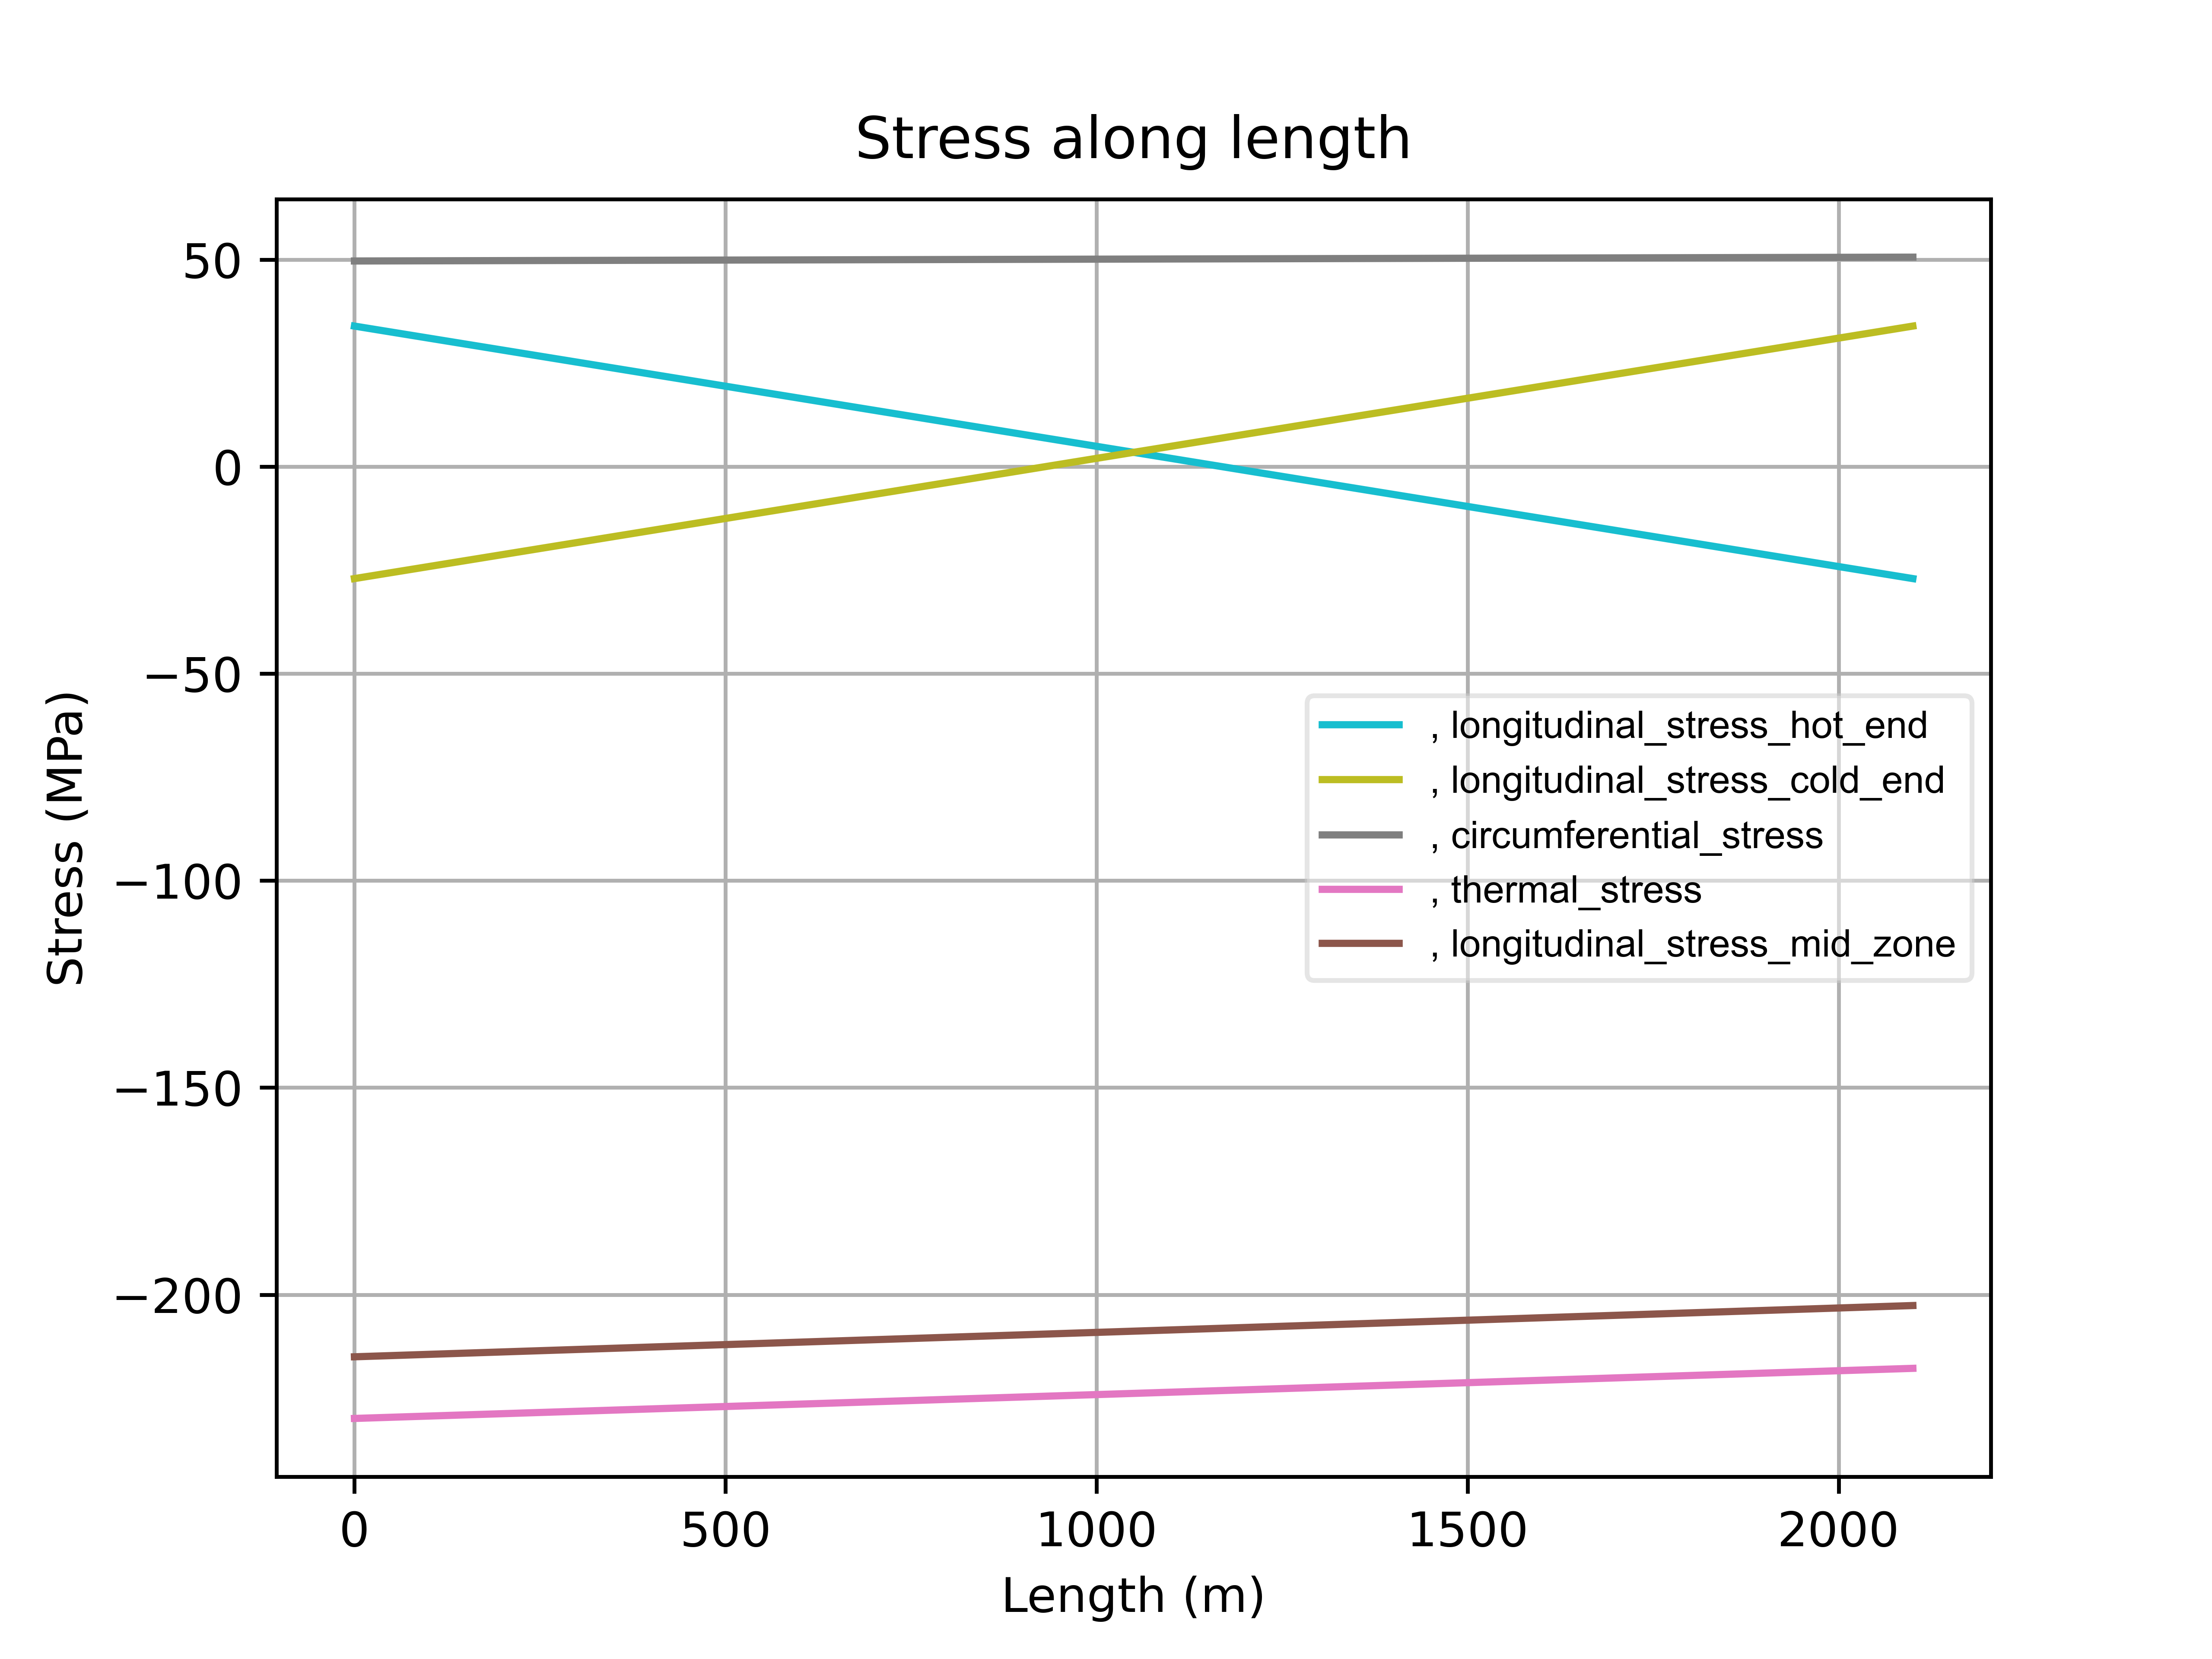 Stress along length
50
0
−50
−100
−150
−200
Stress (MPa)
, longitudinal_stress_hot_end
, longitudinal_stress_cold_end
, circumferential_stress
, thermal_stress
, longitudinal_stress_mid_zone
0 500 1000 1500 2000
Length (m)